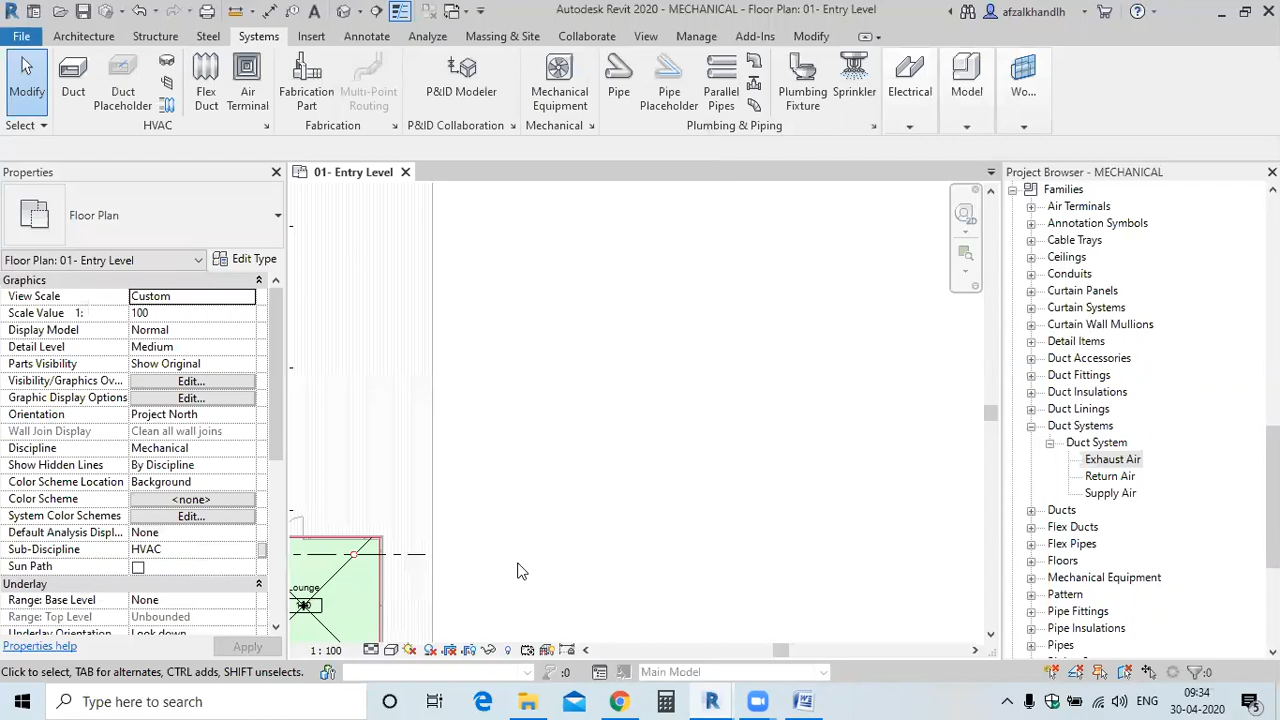 Autodesk Revit 2020 - MECHANICAL - Floor Plan: 01- Entry Level
afzalkhandlh
File Architecture Structure Steel Systems Insert Annotate Analyze Massing & Site Collaborate View Manage Add-Ins Modify
Modify Duct Duct Placeholder Flex Duct Air Terminal Fabrication Part Multi-Point Routing P&ID Modeler Mechanical Equipment Pipe Pipe Placeholder Parallel Pipes Plumbing Fixture Sprinkler Electrical Model Wo...
Select HVAC Fabrication P&ID Collaboration Mechanical Plumbing & Piping
Properties
Floor Plan
Floor Plan: 01- Entry Level Edit Type
Graphics
View Scale Custom
Scale Value 1: 100
Display Model Normal
Detail Level Medium
Parts Visibility Show Original
Visibility/Graphics Ov... Edit...
Graphic Display Options Edit...
Orientation Project North
Wall Join Display Clean all wall joins
Discipline Mechanical
Show Hidden Lines By Discipline
Color Scheme Location Background
Color Scheme <none>
System Color Schemes Edit...
Default Analysis Displ... None
Sub-Discipline HVAC
Sun Path
Underlay
Range: Base Level None
Range: Top Level Unbounded
Underlay Orientation Look down
Properties help Apply
01- Entry Level
2D
ounge
1 : 100
Project Browser - MECHANICAL
Families
Air Terminals
Annotation Symbols
Cable Trays
Ceilings
Conduits
Curtain Panels
Curtain Systems
Curtain Wall Mullions
Detail Items
Duct Accessories
Duct Fittings
Duct Insulations
Duct Linings
Duct Systems
Duct System
Exhaust Air
Return Air
Supply Air
Ducts
Flex Ducts
Flex Pipes
Floors
Mechanical Equipment
Pattern
Pipe Fittings
Pipe Insulations
Pipes
Click to select, TAB for alternates, CTRL adds, SHIFT unselects. :0 Main Model :0
Type here to search
ENG
09:34
30-04-2020
5